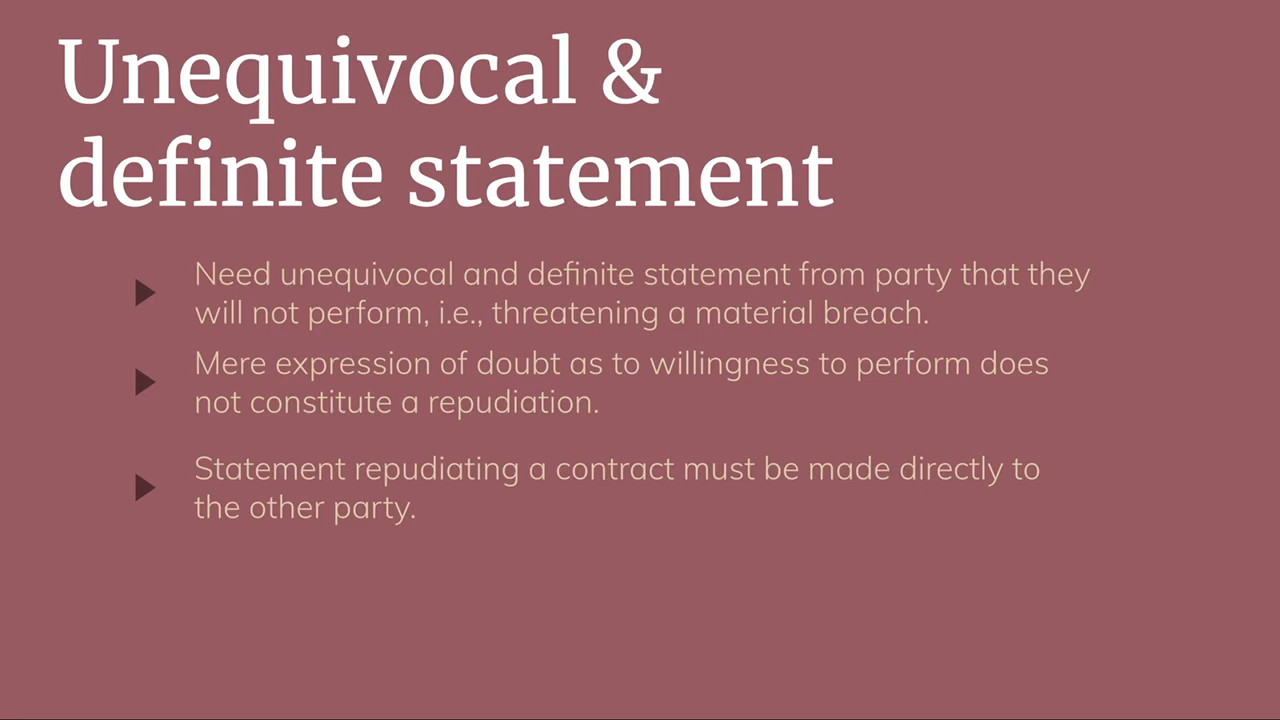 Unequivocal &
definite statement
Need unequivocal and definite statement from party that they
will not perform, i.e., threatening a material breach.
Mere expression of doubt as to willingness to perform does
not constitute a repudiation.
Statement repudiating a contract must be made directly to
the other party.